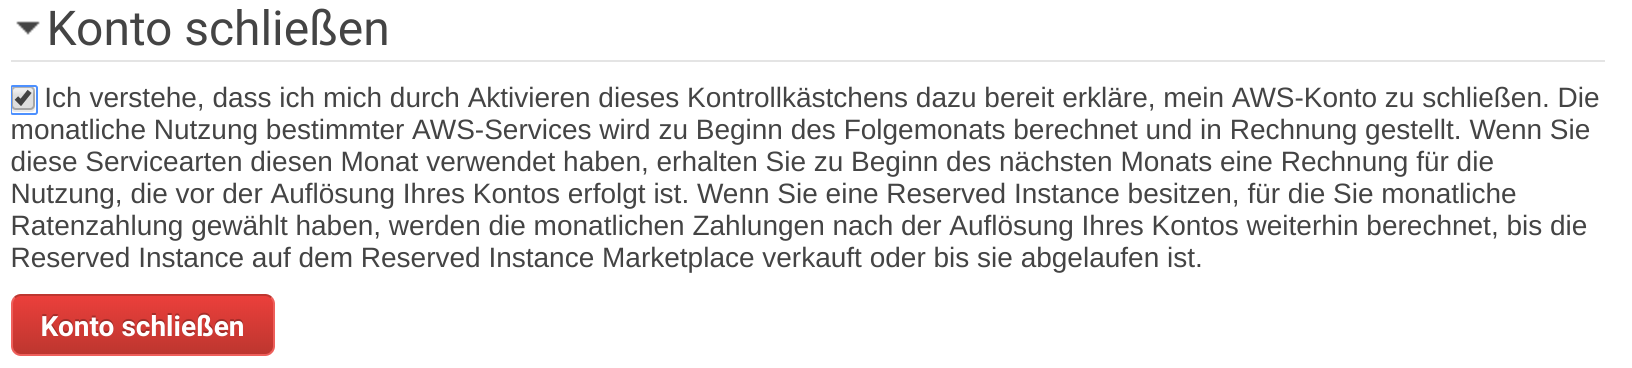 Konto schließen
Ich verstehe, dass ich mich durch Aktivieren dieses Kontrollkästchens dazu bereit erkläre, mein AWS-Konto zu schließen. Die
monatliche Nutzung bestimmter AWS-Services wird zu Beginn des Folgemonats berechnet und in Rechnung gestellt. Wenn Sie
diese Servicearten diesen Monat verwendet haben, erhalten Sie zu Beginn des nächsten Monats eine Rechnung für die
Nutzung, die vor der Auflösung Ihres Kontos erfolgt ist. Wenn Sie eine Reserved Instance besitzen, für die Sie monatliche
Ratenzahlung gewählt haben, werden die monatlichen Zahlungen nach der Auflösung Ihres Kontos weiterhin berechnet, bis die
Reserved Instance auf dem Reserved Instance Marketplace verkauft oder bis sie abgelaufen ist.
Konto schließen